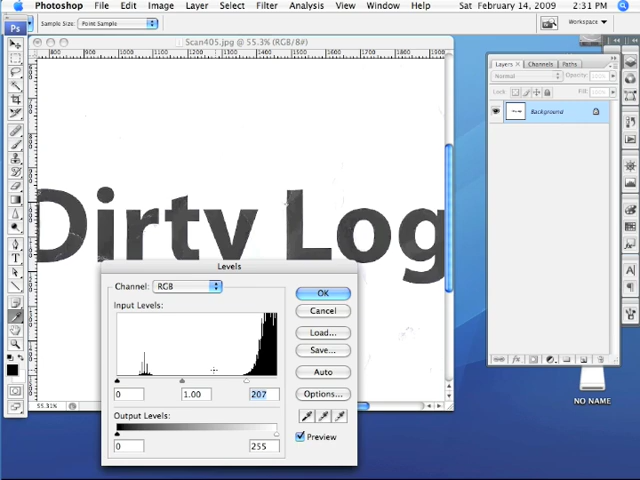 Photoshop File Edit Image Layer Select Filter Analysis View Window Help Sat February 14, 2009 2:31 PM
Sample Size: Point Sample Workspace
Ps
Scan405.jpg @ 55.3% (RGB/8#)
Layers Channels Paths
Normal Opacity:
Lock: Fill:
Background
Dirty Log
Levels
Channel: RGB
Input Levels:
0 1.00 207
Output Levels:
0 255
OK
Cancel
Load...
Save...
Auto
Options...
Preview
55.31%
NO NAME